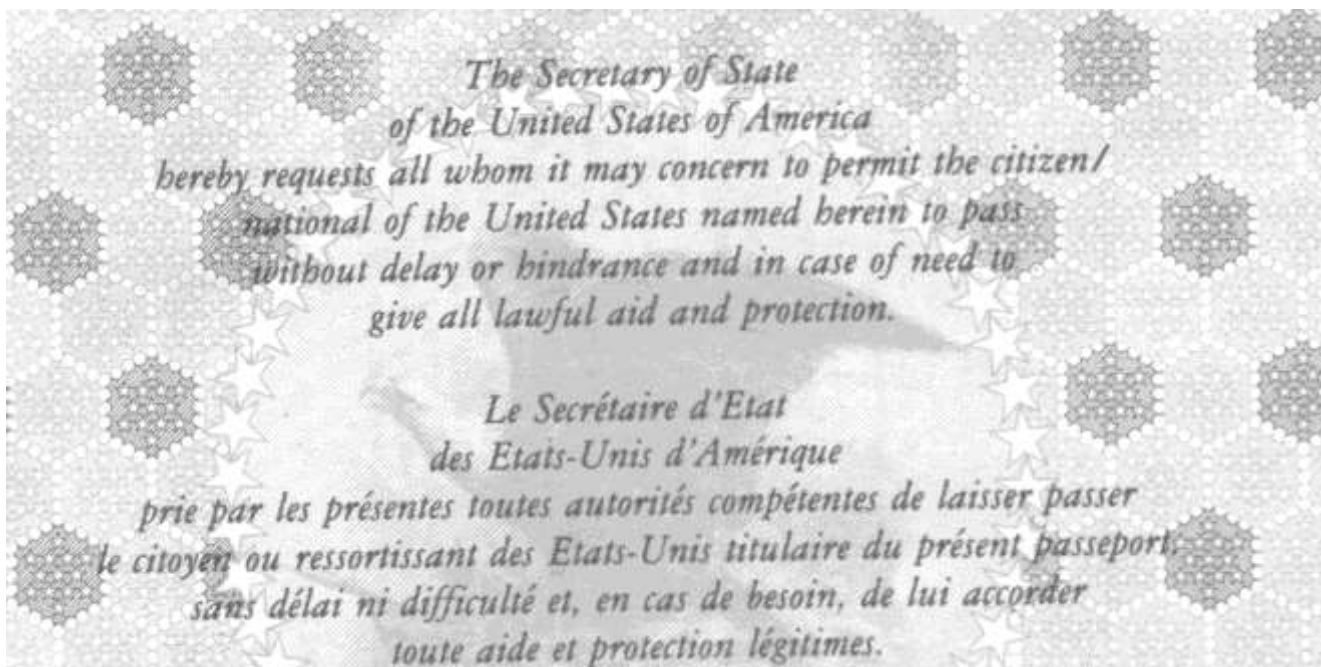 The Secretary of State
of the United States of America
hereby requests all whom it may concern to permit the citizen/
national of the United States named herein to pass
without delay or hindrance and in case of need to
give all lawful aid and protection.
Le Secrétaire d'Etat
des Etats-Unis d'Amérique
prie par les présentes toutes autorités compétentes de laisser passer
le citoyen ou ressortissant des Etats-Unis titulaire du présent passeport,
sans délai ni difficulté et, en cas de besoin, de lui accorder
toute aide et protection légitimes.